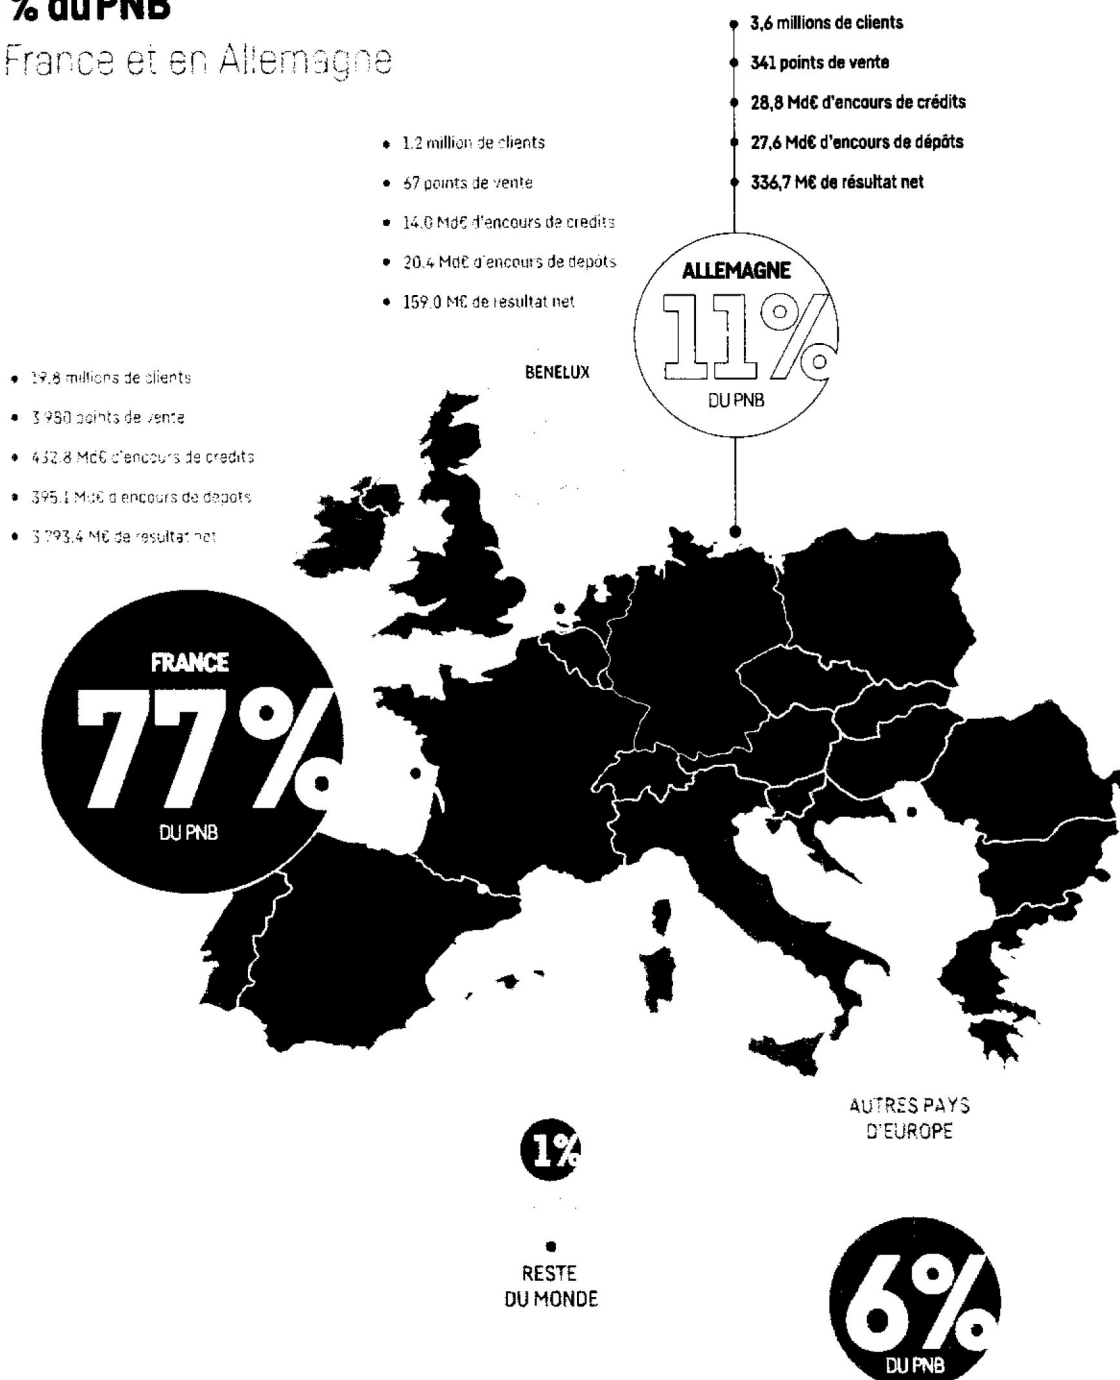 % du PNB
France et en Allemagne
3,6 millions de clients
341 points de vente
28,8 Md€ d'encours de crédits
27,6 Md€ d'encours de dépôts
336,7 M€ de résultat net
1.2 million de clients
67 points de vente
14.0 Md€ d'encours de credits
20.4 Md€ d'encours de depots
159.0 M€ de resultat net
ALLEMAGNE
11%
DU PNB
BENELUX
19.8 millions de clients
3 980 points de vente
432.8 Md€ d'encours de credits
395.1 Md€ d encours de depots
3 793.4 M€ de resultat net
FRANCE
77%
DU PNB
AUTRES PAYS
D'EUROPE
1%
RESTE
DU MONDE
6%
DU PNB